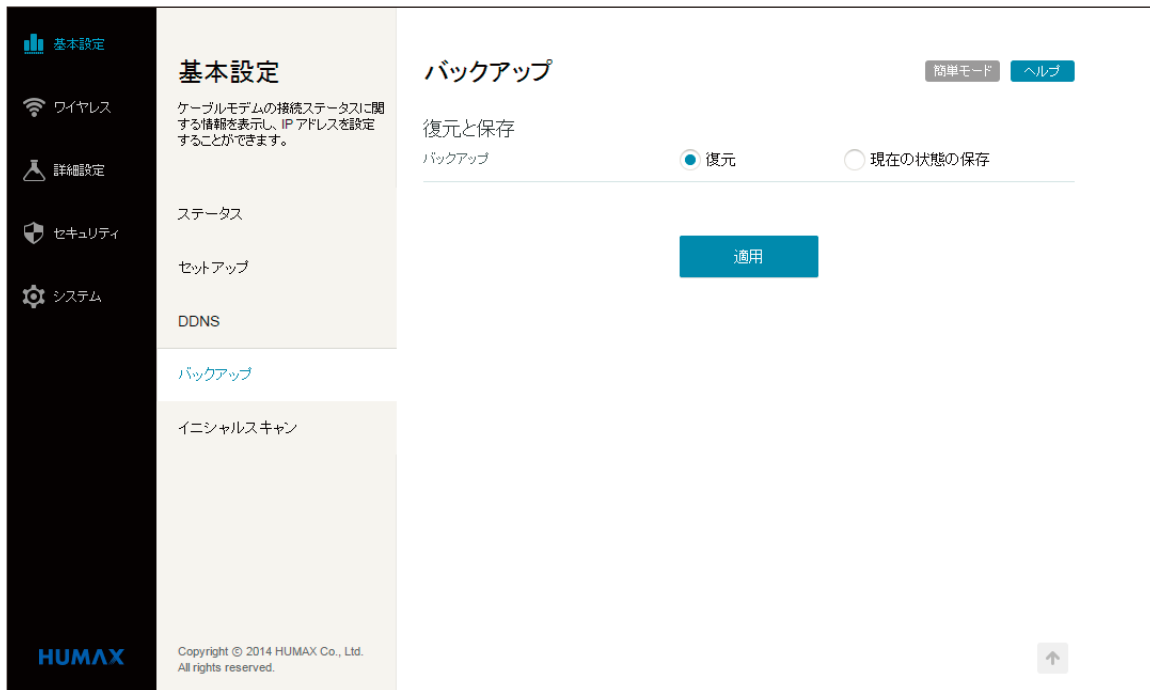 基本設定
ワイヤレス
詳細設定
セキュリティ
システム
HUMAX
基本設定
ケーブルモデムの接続ステータスに関
する情報を表示し、IP アドレスを設定
することができます。
ステータス
セットアップ
DDNS
バックアップ
イニシャルスキャン
Copyright © 2014 HUMAX Co., Ltd.
All rights reserved.
バックアップ
簡単モード
ヘルプ
復元と保存
バックアップ
復元
現在の状態の保存
適用